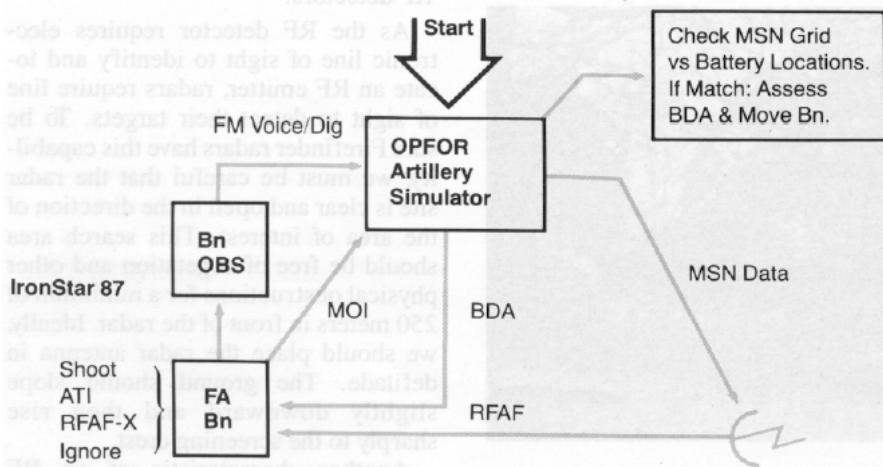 Start
Check MSN Grid
vs Battery Locations.
If Match: Assess
BDA & Move Bn.
FM Voice/Dig
OPFOR
Artillery
Simulator
Bn
OBS
IronStar 87
MOI
BDA
MSN Data
Shoot
ATI
RFAF-X
Ignore
FA
Bn
RFAF
As the RF detector requires elec-
tronic line of sight to identify and lo-
cate an RF emitter, radars require line
of sight to detect their targets. To be
Firefinder radars have this capabil-
we must be careful that the radar
site is clear and open in the direction of
the area of interest. This search area
should be free of vegetation and other
physical obstructions for a minimum of
250 meters in front of the radar. Ideally,
we should place the radar antenna in
defilade. The ground should slope
slightly downward and then rise
sharply to the screening crest.